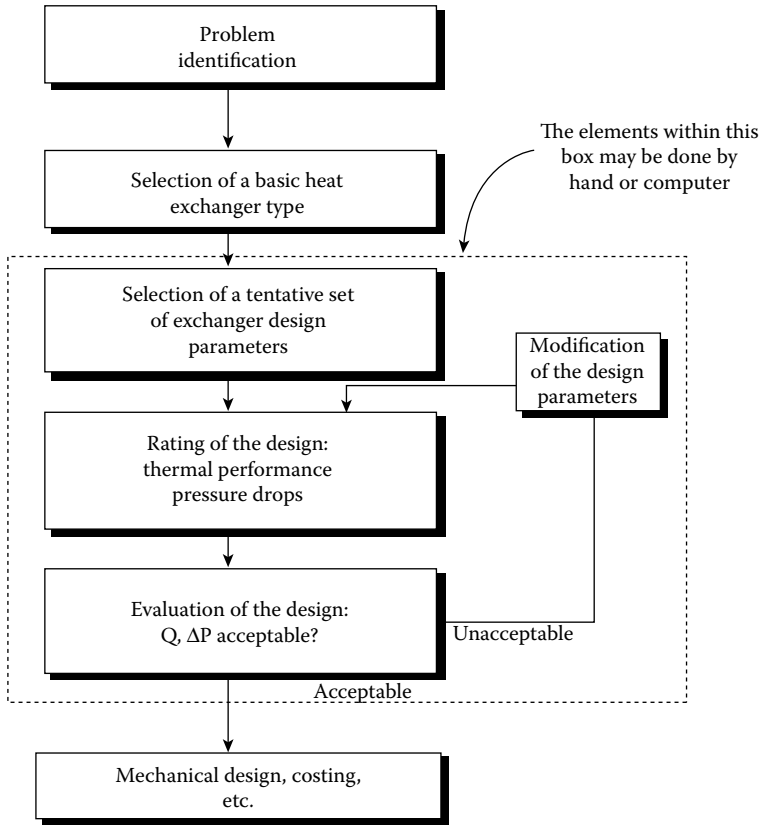 Problem
identification
The elements within this
box may be done by
hand or computer
Selection of a basic heat
exchanger type
Selection of a tentative set
of exchanger design
parameters
Modification
of the design
parameters
Rating of the design:
thermal performance
pressure drops
Evaluation of the design:
Q, ΔP acceptable?
Unacceptable
Acceptable
Mechanical design, costing,
etc.